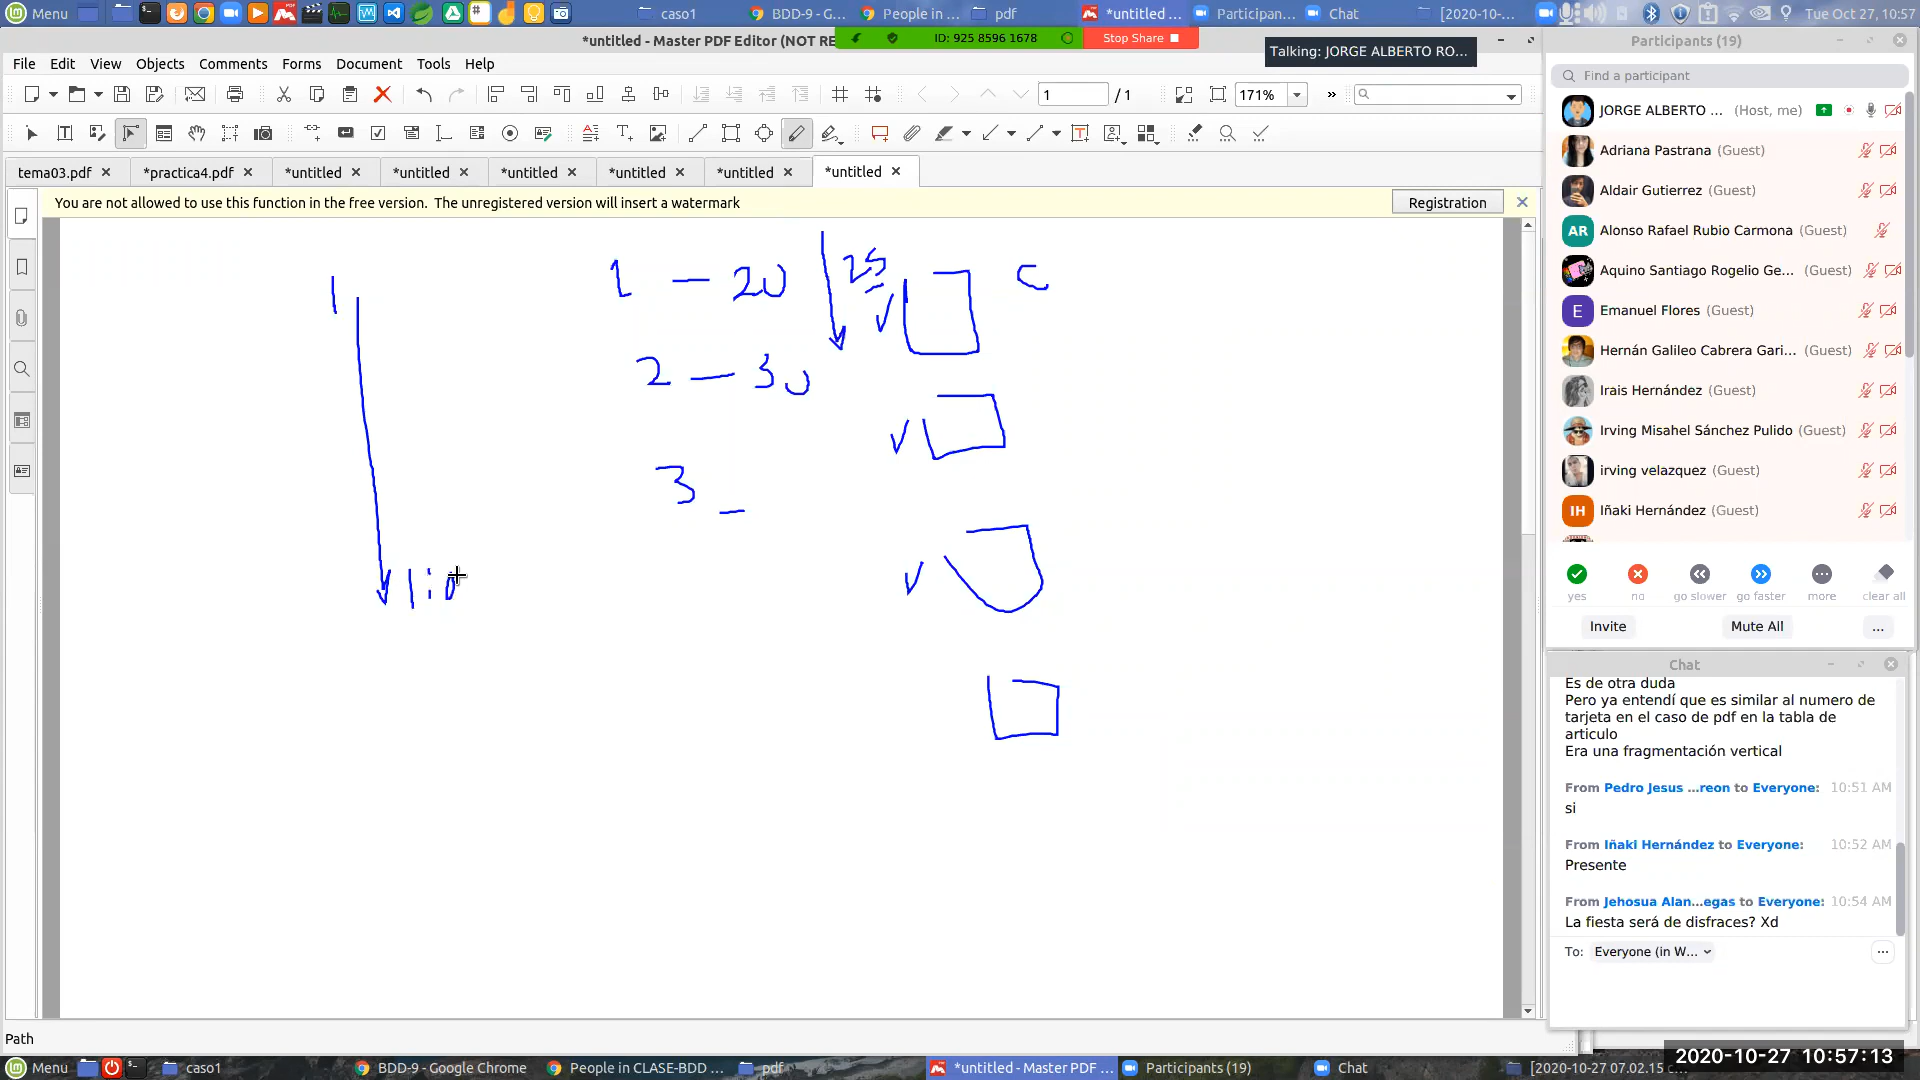 Menu
caso1
BDD-9 - G...
People in ...
pdf
*untitled ...
Participan...
Chat
[2020-10-...
Tue Oct 27, 10:57
*untitled - Master PDF Editor (NOT RE
ID: 925 8596 1678
Stop Share
Talking: JORGE ALBERTO RO...
File Edit View Objects Comments Forms Document Tools Help
1 / 1
171%
tema03.pdf
*practica4.pdf
*untitled
*untitled
*untitled
*untitled
*untitled
*untitled
You are not allowed to use this function in the free version. The unregistered version will insert a watermark
Registration
1 — 20
25
C
2 — 30
3 _
1
Path
Participants (19)
Find a participant
JORGE ALBERTO ... (Host, me)
Adriana Pastrana (Guest)
Aldair Gutierrez (Guest)
AR Alonso Rafael Rubio Carmona (Guest)
Aquino Santiago Rogelio Ge... (Guest)
E Emanuel Flores (Guest)
Hernán Galileo Cabrera Gari... (Guest)
Irais Hernández (Guest)
Irving Misahel Sánchez Pulido (Guest)
irving velazquez (Guest)
IH Iñaki Hernández (Guest)
yes no go slower go faster more clear all
Invite Mute All ...
Chat
Es de otra duda
Pero ya entendí que es similar al numero de
tarjeta en el caso de pdf en la tabla de
articulo
Era una fragmentación vertical
From Pedro Jesus ...reon to Everyone: 10:51 AM
si
From Iñaki Hernández to Everyone: 10:52 AM
Presente
From Jehosua Alan...egas to Everyone: 10:54 AM
La fiesta será de disfraces? Xd
To: Everyone (in W...
Menu
caso1
BDD-9 - Google Chrome
People in CLASE-BDD ...
pdf
*untitled - Master PDF ...
Participants (19)
Chat
[2020-10-27 07.02.15 c...
2020-10-27 10:57:13